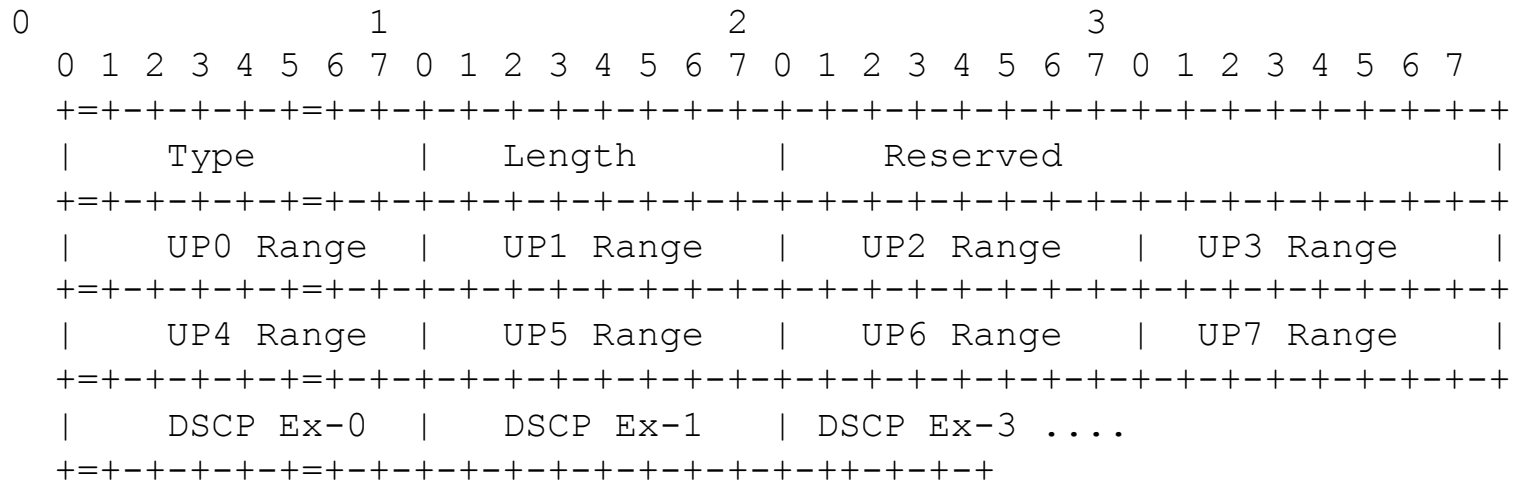 0                   1                   2                   3
  0 1 2 3 4 5 6 7 0 1 2 3 4 5 6 7 0 1 2 3 4 5 6 7 0 1 2 3 4 5 6 7
  +=+-+-+-+-+=+-+-+-+-+-+-+-+-+-+-+-+-+-+-+-+-+-+-+-+-+-+-+-+-+-+-+
  |     Type        |    Length       |     Reserved                    |
  +=+-+-+-+-+=+-+-+-+-+-+-+-+-+-+-+-+-+-+-+-+-+-+-+-+-+-+-+-+-+-+-+-+
  |     UP0 Range   |    UP1 Range    |    UP2 Range    |   UP3 Range     |
  +=+-+-+-+-+=+-+-+-+-+-+-+-+-+-+-+-+-+-+-+-+-+-+-+-+-+-+-+-+-+-+-+-+
  |     UP4 Range   |    UP5 Range    |    UP6 Range    |   UP7 Range     |
  +=+-+-+-+-+=+-+-+-+-+-+-+-+-+-+-+-+-+-+-+-+-+-+-+-+-+-+-+-+-+-+-+-+
  |     DSCP Ex-0   |    DSCP Ex-1    |  DSCP Ex-3 ....
  +=+-+-+-+-+=+-+-+-+-+-+-+-+-+-+-+-++-+-+-+